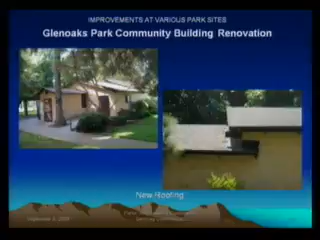 IMPROVEMENTS AT VARIOUS PARK SITES
Glenoaks Park Community Building Renovation
New Roofing